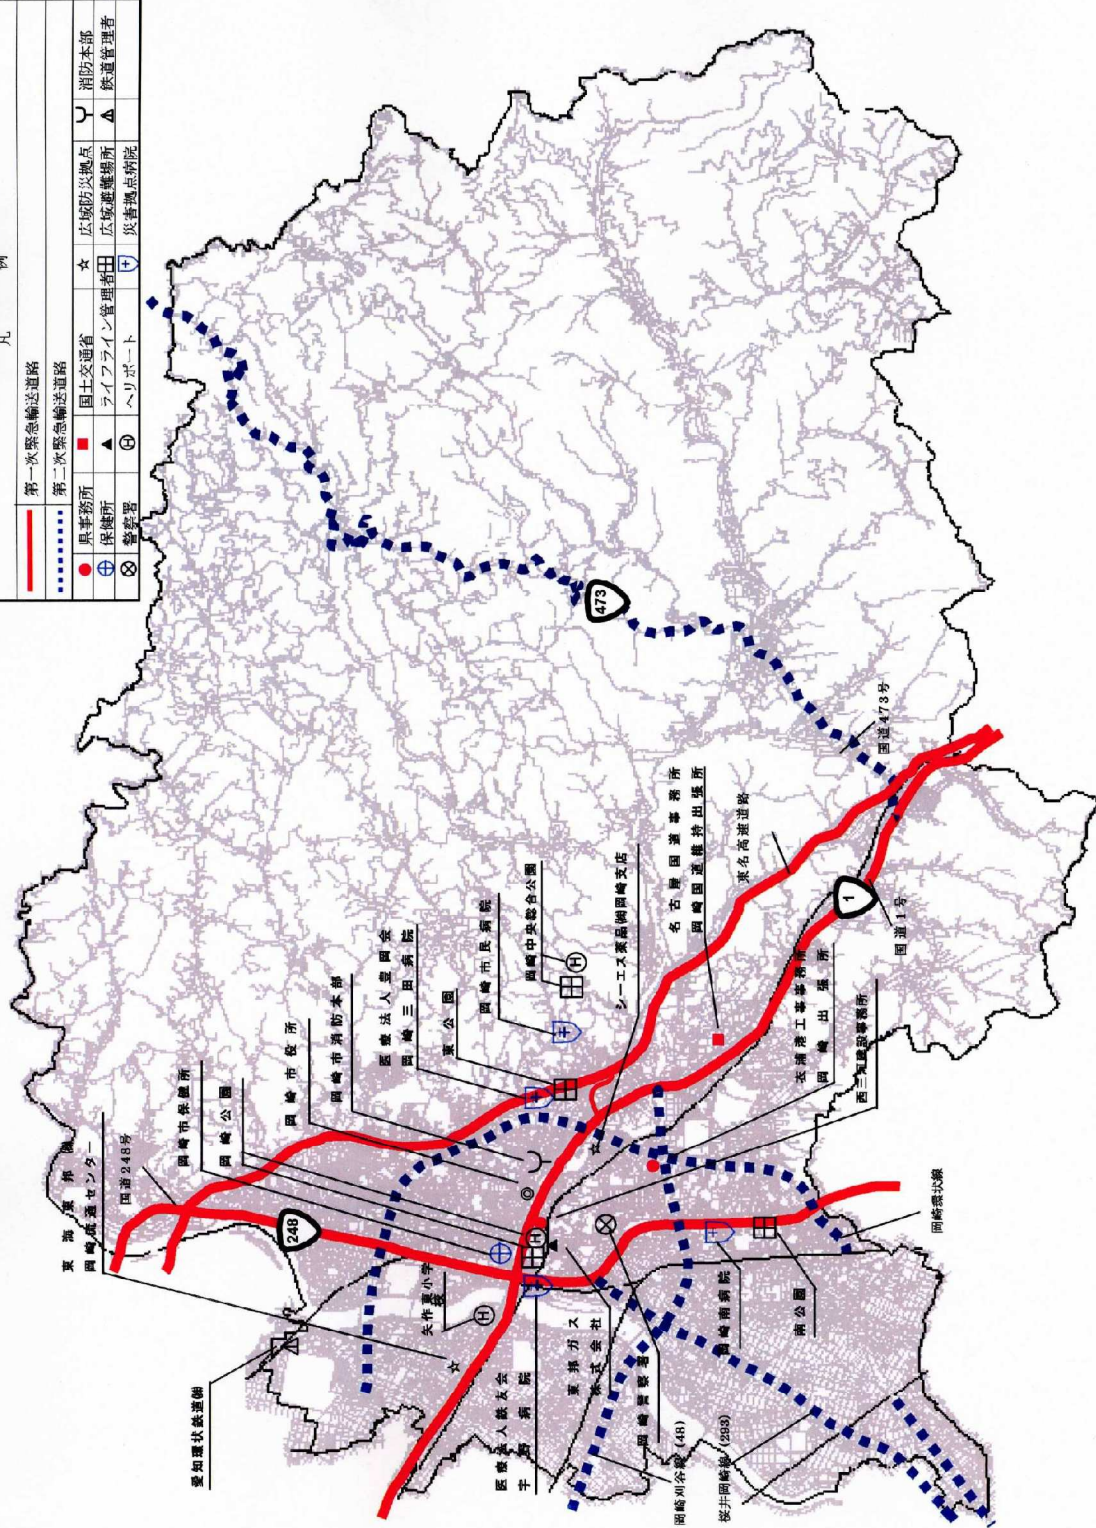 凡例
第一次緊急輸送道路
第二次緊急輸送道路
県事務所
国土交通省
広域防災拠点
消防本部
保健所
ライフライン管理者
広域避難場所
鉄道管理者
警察署
ヘリポート
災害拠点病院
東海東邦㈱
岡崎流通センター
国道248号
岡崎市保健所
岡崎公園
岡崎市役所
岡崎市消防本部
医療法人豊岡会
岡崎三田病院
東公園
岡崎市民病院
岡崎中央総合公園
シーエス薬品㈱岡崎支店
名古屋国道事務所
岡崎国道維持出張所
東名高速道路
国道473号
473
248
1
国道1号
愛知環状鉄道㈱
矢作東小学校
医療法人鉄友会
宇野病院
東邦ガス
株式会社
岡崎警察署
岡崎刈谷線(48)
桜井岡崎線(293)
岡崎南病院
南公園
岡崎環状線
衣浦港工事事務所
岡崎出張所
西三河建設事務所